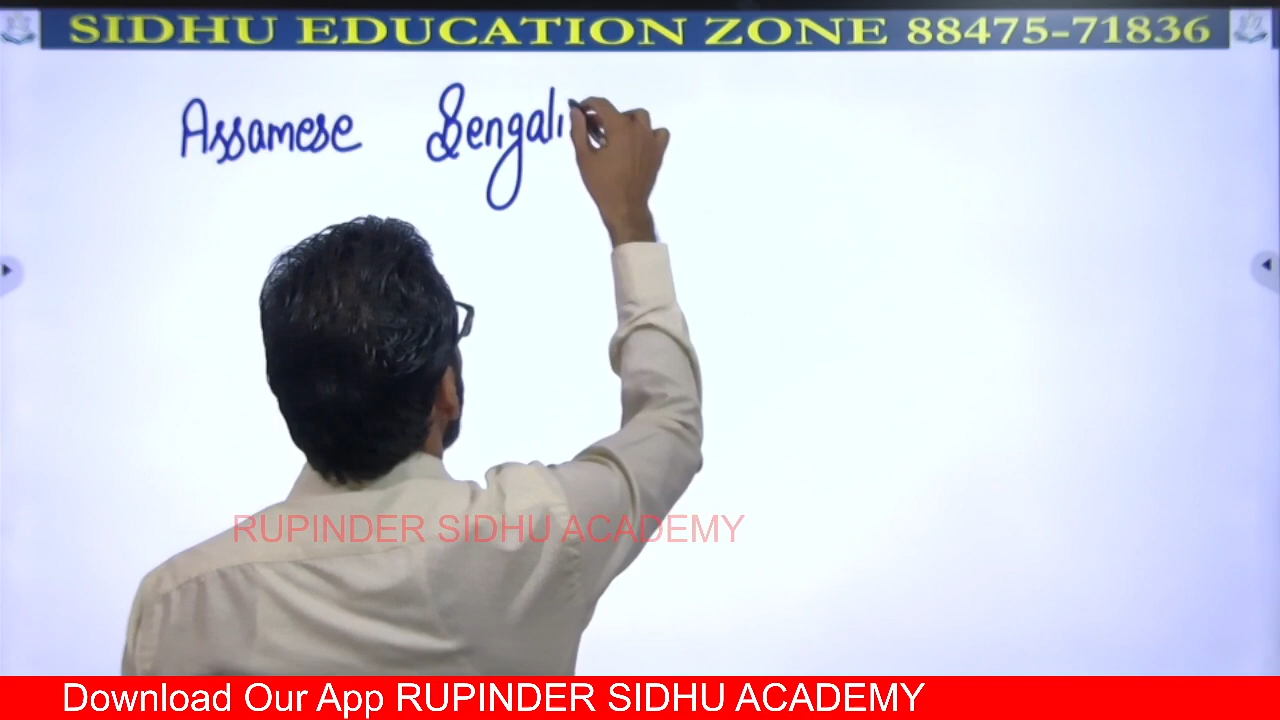 SIDHU EDUCATION ZONE 88475-71836
Assamese Bengali
RUPINDER SIDHU ACADEMY
Download Our App RUPINDER SIDHU ACADEMY